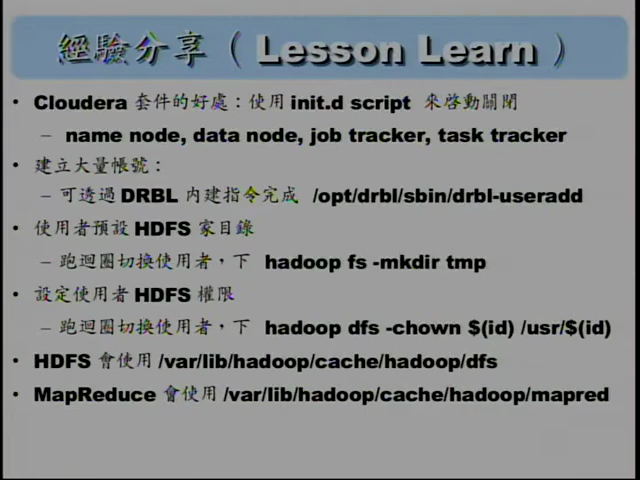 經驗分享（Lesson Learn）
• Cloudera 套件的好處：使用 init.d script 來啓動關閉
– name node, data node, job tracker, task tracker
• 建立大量帳號：
– 可透過 DRBL 內建指令完成 /opt/drbl/sbin/drbl-useradd
• 使用者預設 HDFS 家目錄
– 跑迴圈切換使用者，下 hadoop fs -mkdir tmp
• 設定使用者 HDFS 權限
– 跑迴圈切換使用者，下 hadoop dfs -chown $(id) /usr/$(id)
• HDFS 會使用 /var/lib/hadoop/cache/hadoop/dfs
• MapReduce 會使用 /var/lib/hadoop/cache/hadoop/mapred